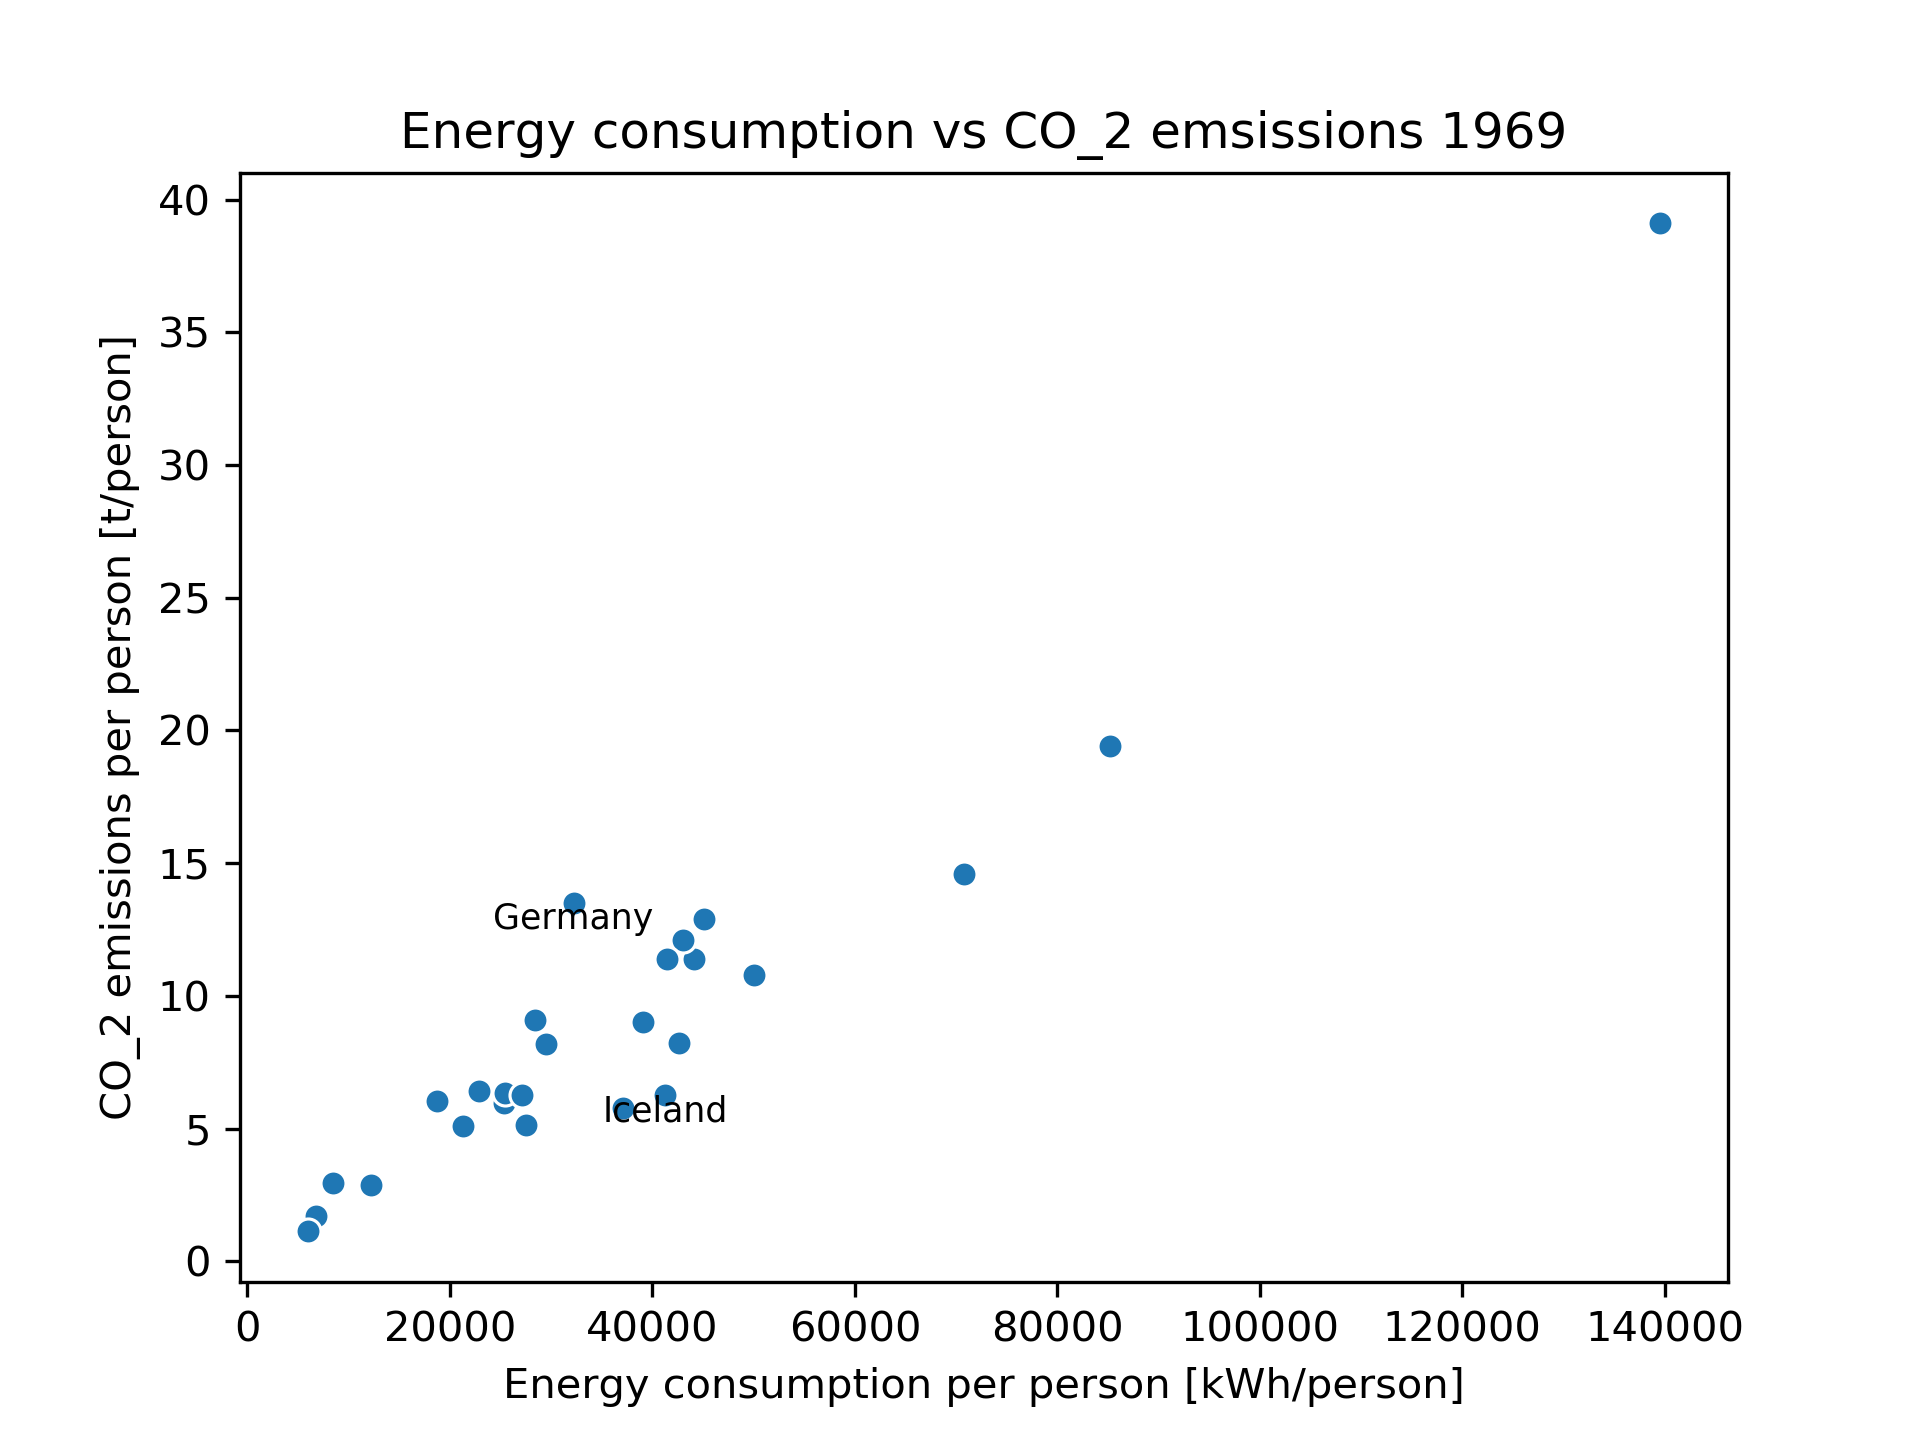 Energy consumption vs CO_2 emsissions 1969
40
35
30
25
20
15
10
5
0
CO_2 emissions per person [t/person]
Germany
Iceland
0 20000 40000 60000 80000 100000 120000 140000
Energy consumption per person [kWh/person]